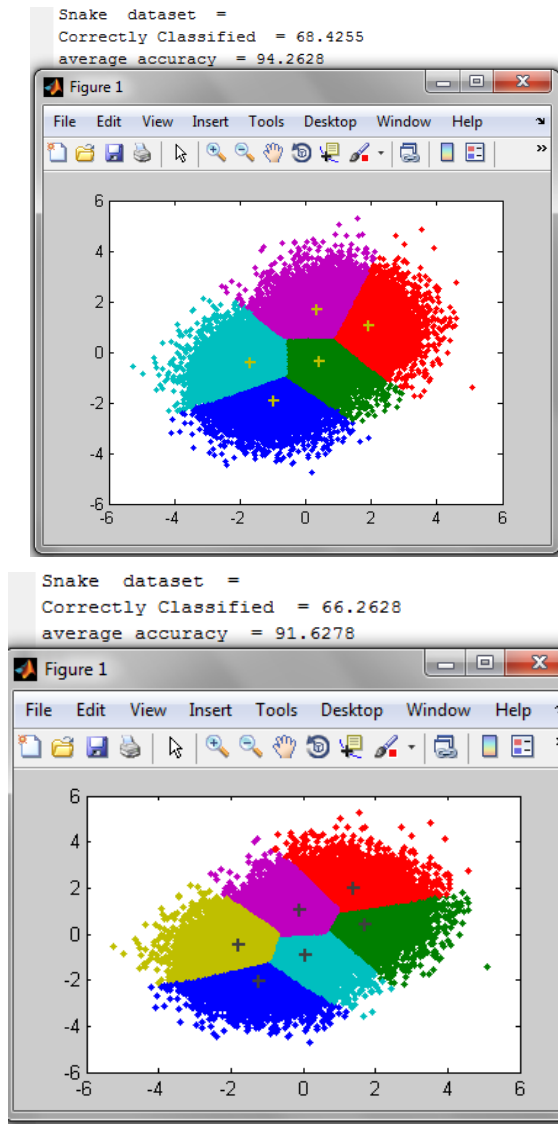 Snake dataset =
Correctly Classified = 68.4255
average accuracy = 94.2628
Figure 1
File Edit View Insert Tools Desktop Window Help
6
4
2
0
-2
-4
-6
-6 -4 -2 0 2 4 6
Snake dataset =
Correctly Classified = 66.2628
average accuracy = 91.6278
Figure 1
File Edit View Insert Tools Desktop Window Help
6
4
2
0
-2
-4
-6
-6 -4 -2 0 2 4 6